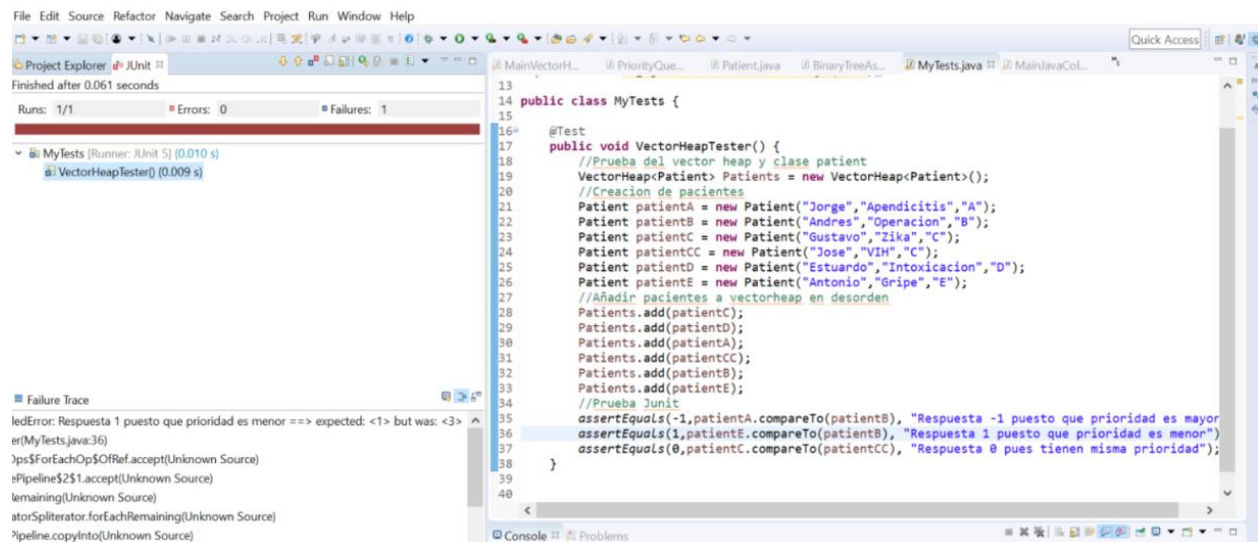 File Edit Source Refactor Navigate Search Project Run Window Help
Quick Access
Project Explorer JUnit
Finished after 0.061 seconds
Runs: 1/1 Errors: 0 Failures: 1
MyTests [Runner: JUnit 5] (0.010 s)
VectorHeapTester() (0.009 s)
Failure Trace
ledError: Respuesta 1 puesto que prioridad es menor ==> expected: <1> but was: <3>
er(MyTests.java:36)
Ops$ForEachOp$OfRef.accept(Unknown Source)
ePipeline$2$1.accept(Unknown Source)
Remaining(Unknown Source)
atorSpliterator.forEachRemaining(Unknown Source)
Pipeline.copyInto(Unknown Source)
MainVectorH... PriorityQue... Patient.java BinaryTreeAs... MyTests.java MainJavaCol...
13
14 public class MyTests {
15
16 @Test
17 public void VectorHeapTester() {
18 //Prueba del vector heap y clase patient
19 VectorHeap<Patient> Patients = new VectorHeap<Patient>();
20 //Creacion de pacientes
21 Patient patientA = new Patient("Jorge","Apendicitis","A");
22 Patient patientB = new Patient("Andres","Operacion","B");
23 Patient patientC = new Patient("Gustavo","Zika","C");
24 Patient patientCC = new Patient("Jose","VIH","C");
25 Patient patientD = new Patient("Estuardo","Intoxicacion","D");
26 Patient patientE = new Patient("Antonio","Gripe","E");
27 //Añadir pacientes a vectorheap en desorden
28 Patients.add(patientC);
29 Patients.add(patientD);
30 Patients.add(patientA);
31 Patients.add(patientCC);
32 Patients.add(patientB);
33 Patients.add(patientE);
34 //Prueba Junit
35 assertEquals(-1,patientA.compareTo(patientB), "Respuesta -1 puesto que prioridad es mayor
36 assertEquals(1,patientE.compareTo(patientB), "Respuesta 1 puesto que prioridad es menor")
37 assertEquals(0,patientC.compareTo(patientCC), "Respuesta 0 pues tienen misma prioridad");
38 }
39
40
Console Problems